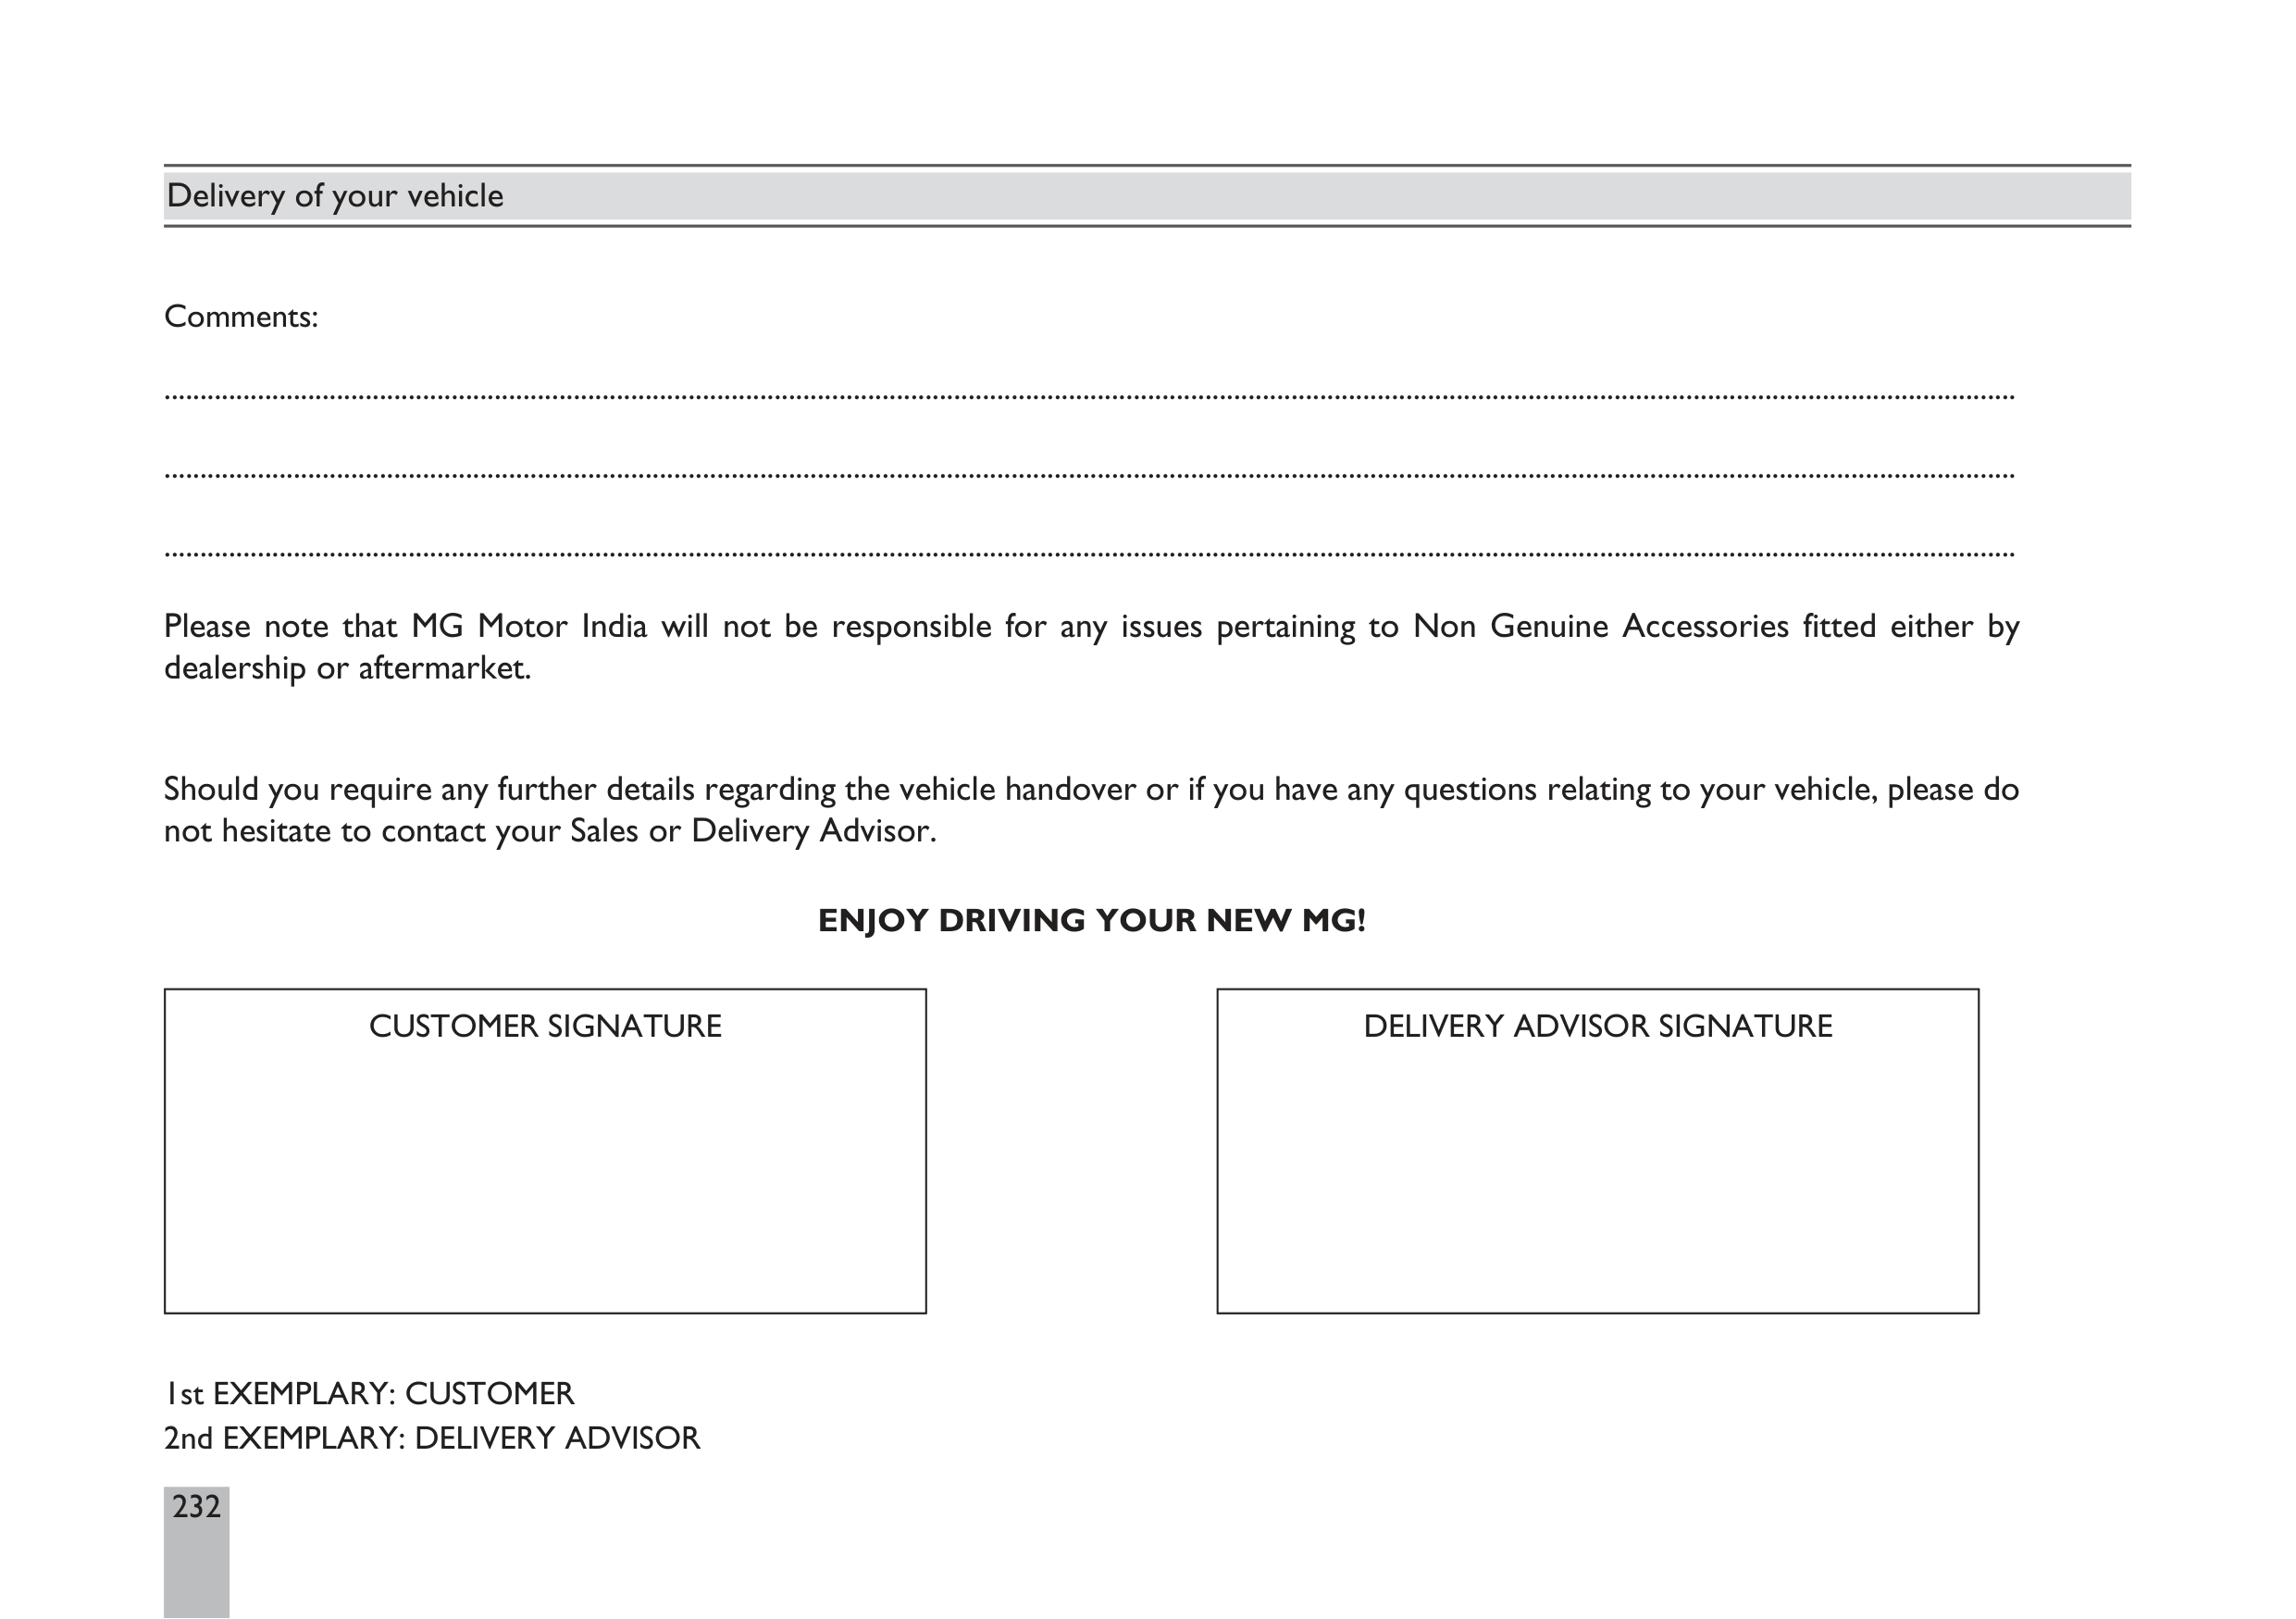 Delivery of your vehicle
Comments:
Please note that MG Motor India will not be responsible for any issues pertaining to Non Genuine Accessories fitted either by
dealership or aftermarket.
Should you require any further details regarding the vehicle handover or if you have any questions relating to your vehicle, please do
not hesitate to contact your Sales or Delivery Advisor.
ENJOY DRIVING YOUR NEW MG!
CUSTOMER SIGNATURE
DELIVERY ADVISOR SIGNATURE
1st EXEMPLARY: CUSTOMER
2nd EXEMPLARY: DELIVERY ADVISOR
232